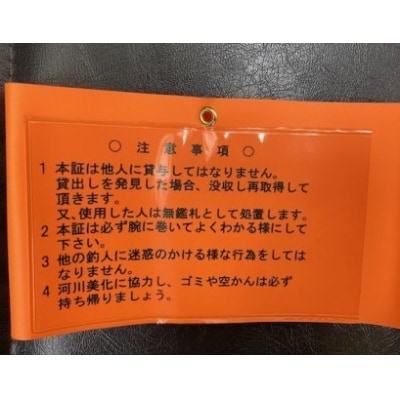 ○ 注意事項 ○
1 本証は他人に貸与してはなりません。
貸出しを発見した場合、没収し再取得して
頂きます。
又、使用した人は無鑑札として処置します。
2 本証は必ず腕に巻いてよくわかる様にして
下さい。
3 他の釣人に迷惑のかける様な行為をしては
なりません。
4 河川美化に協力し、ゴミや空かんは必ず
持ち帰りましょう。